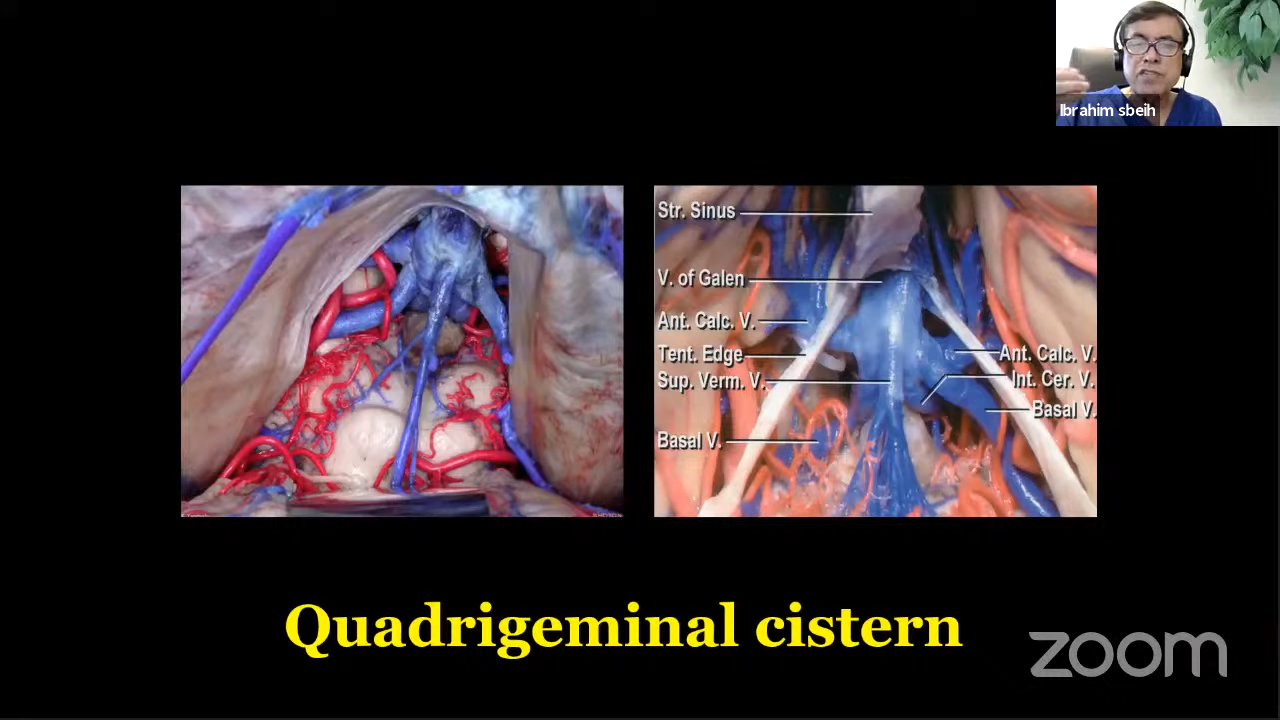 Ibrahim sbeih
Str. Sinus
V. of Galen
Ant. Calc. V.
Tent. Edge
Sup. Verm. V.
Basal V.
Ant. Calc. V.
Int. Cer. V.
Basal V.
Quadrigeminal cistern
zoom